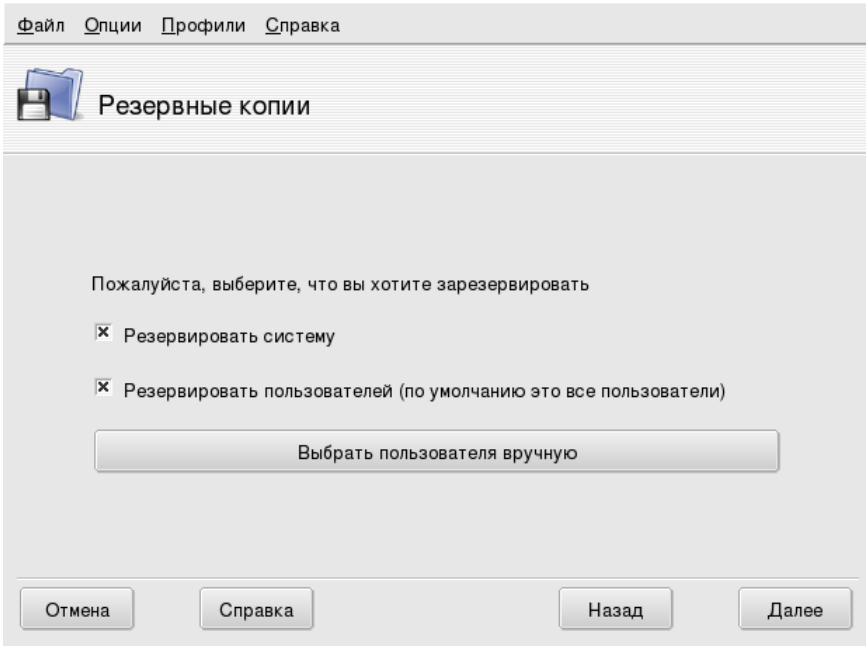 Файл Опции Профили Справка
Резервные копии
Пожалуйста, выберите, что вы хотите зарезервировать
Резервировать систему
Резервировать пользователей (по умолчанию это все пользователи)
Выбрать пользователя вручную
Отмена Справка Назад Далее